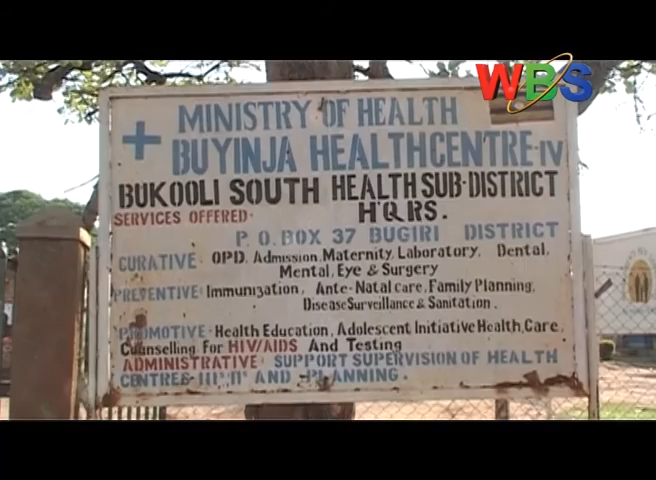 WBS
MINISTRY OF HEALTH
BUYINJA HEALTHCENTRE-IV
BUKOOLI SOUTH HEALTH SUB-DISTRICT
SERVICES OFFERED- H'QRS.
P.O.BOX 37 BUGIRI DISTRICT
CURATIVE - OPD, ADMISSION, MATERNITY, LABORATORY, DENTAL,
MENTAL, EYE & SURGERY
PREVENTIVE - IMMUNIZATION, ANTE-NATAL CARE, FAMILY PLANNING,
DISEASE SURVEILLANCE & SANITATION.
PROMOTIVE - HEALTH EDUCATION, ADOLESCENT INITIATIVE HEALTH, CARE,
COUNSELLING FOR HIV/AIDS AND TESTING
ADMINISTRATIVE - SUPPORT SUPERVISION OF HEALTH
CENTRES-III',II' AND PLANNING.